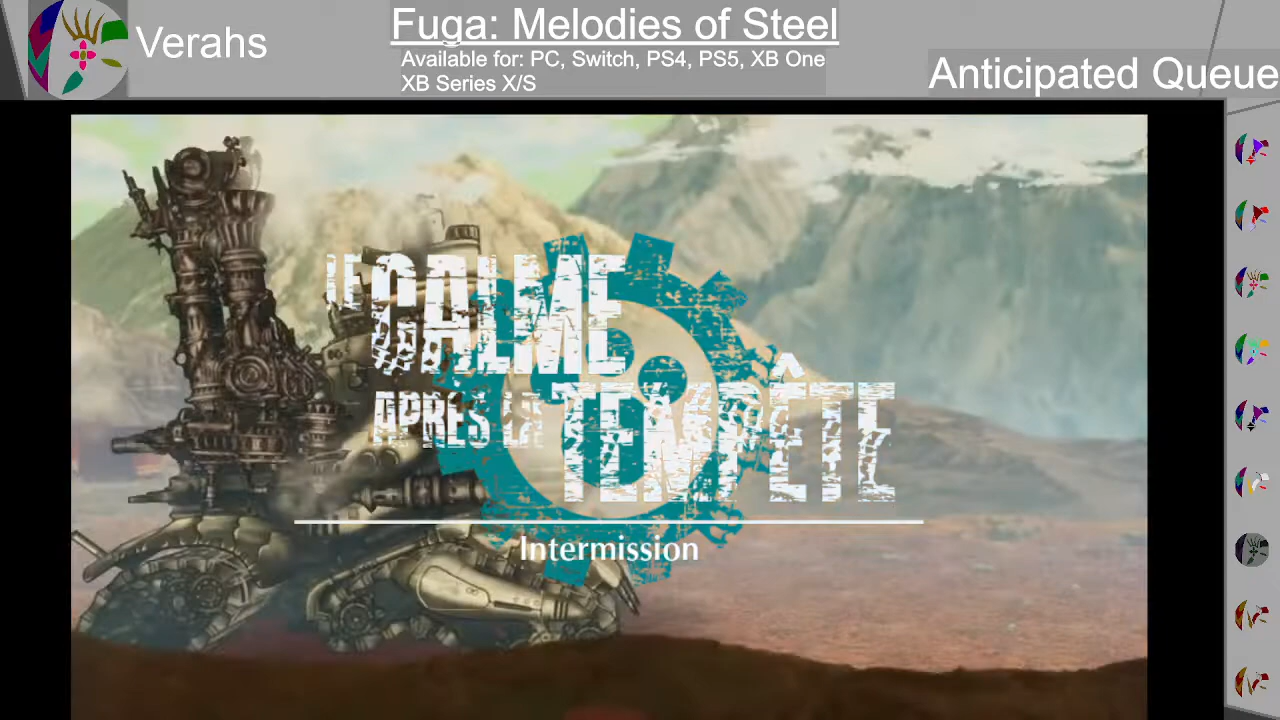 Verahs
Fuga: Melodies of Steel
Available for: PC, Switch, PS4, PS5, XB One
XB Series X/S
Anticipated Queue
LE CALME
APRES LA TEMPÊTE
Intermission